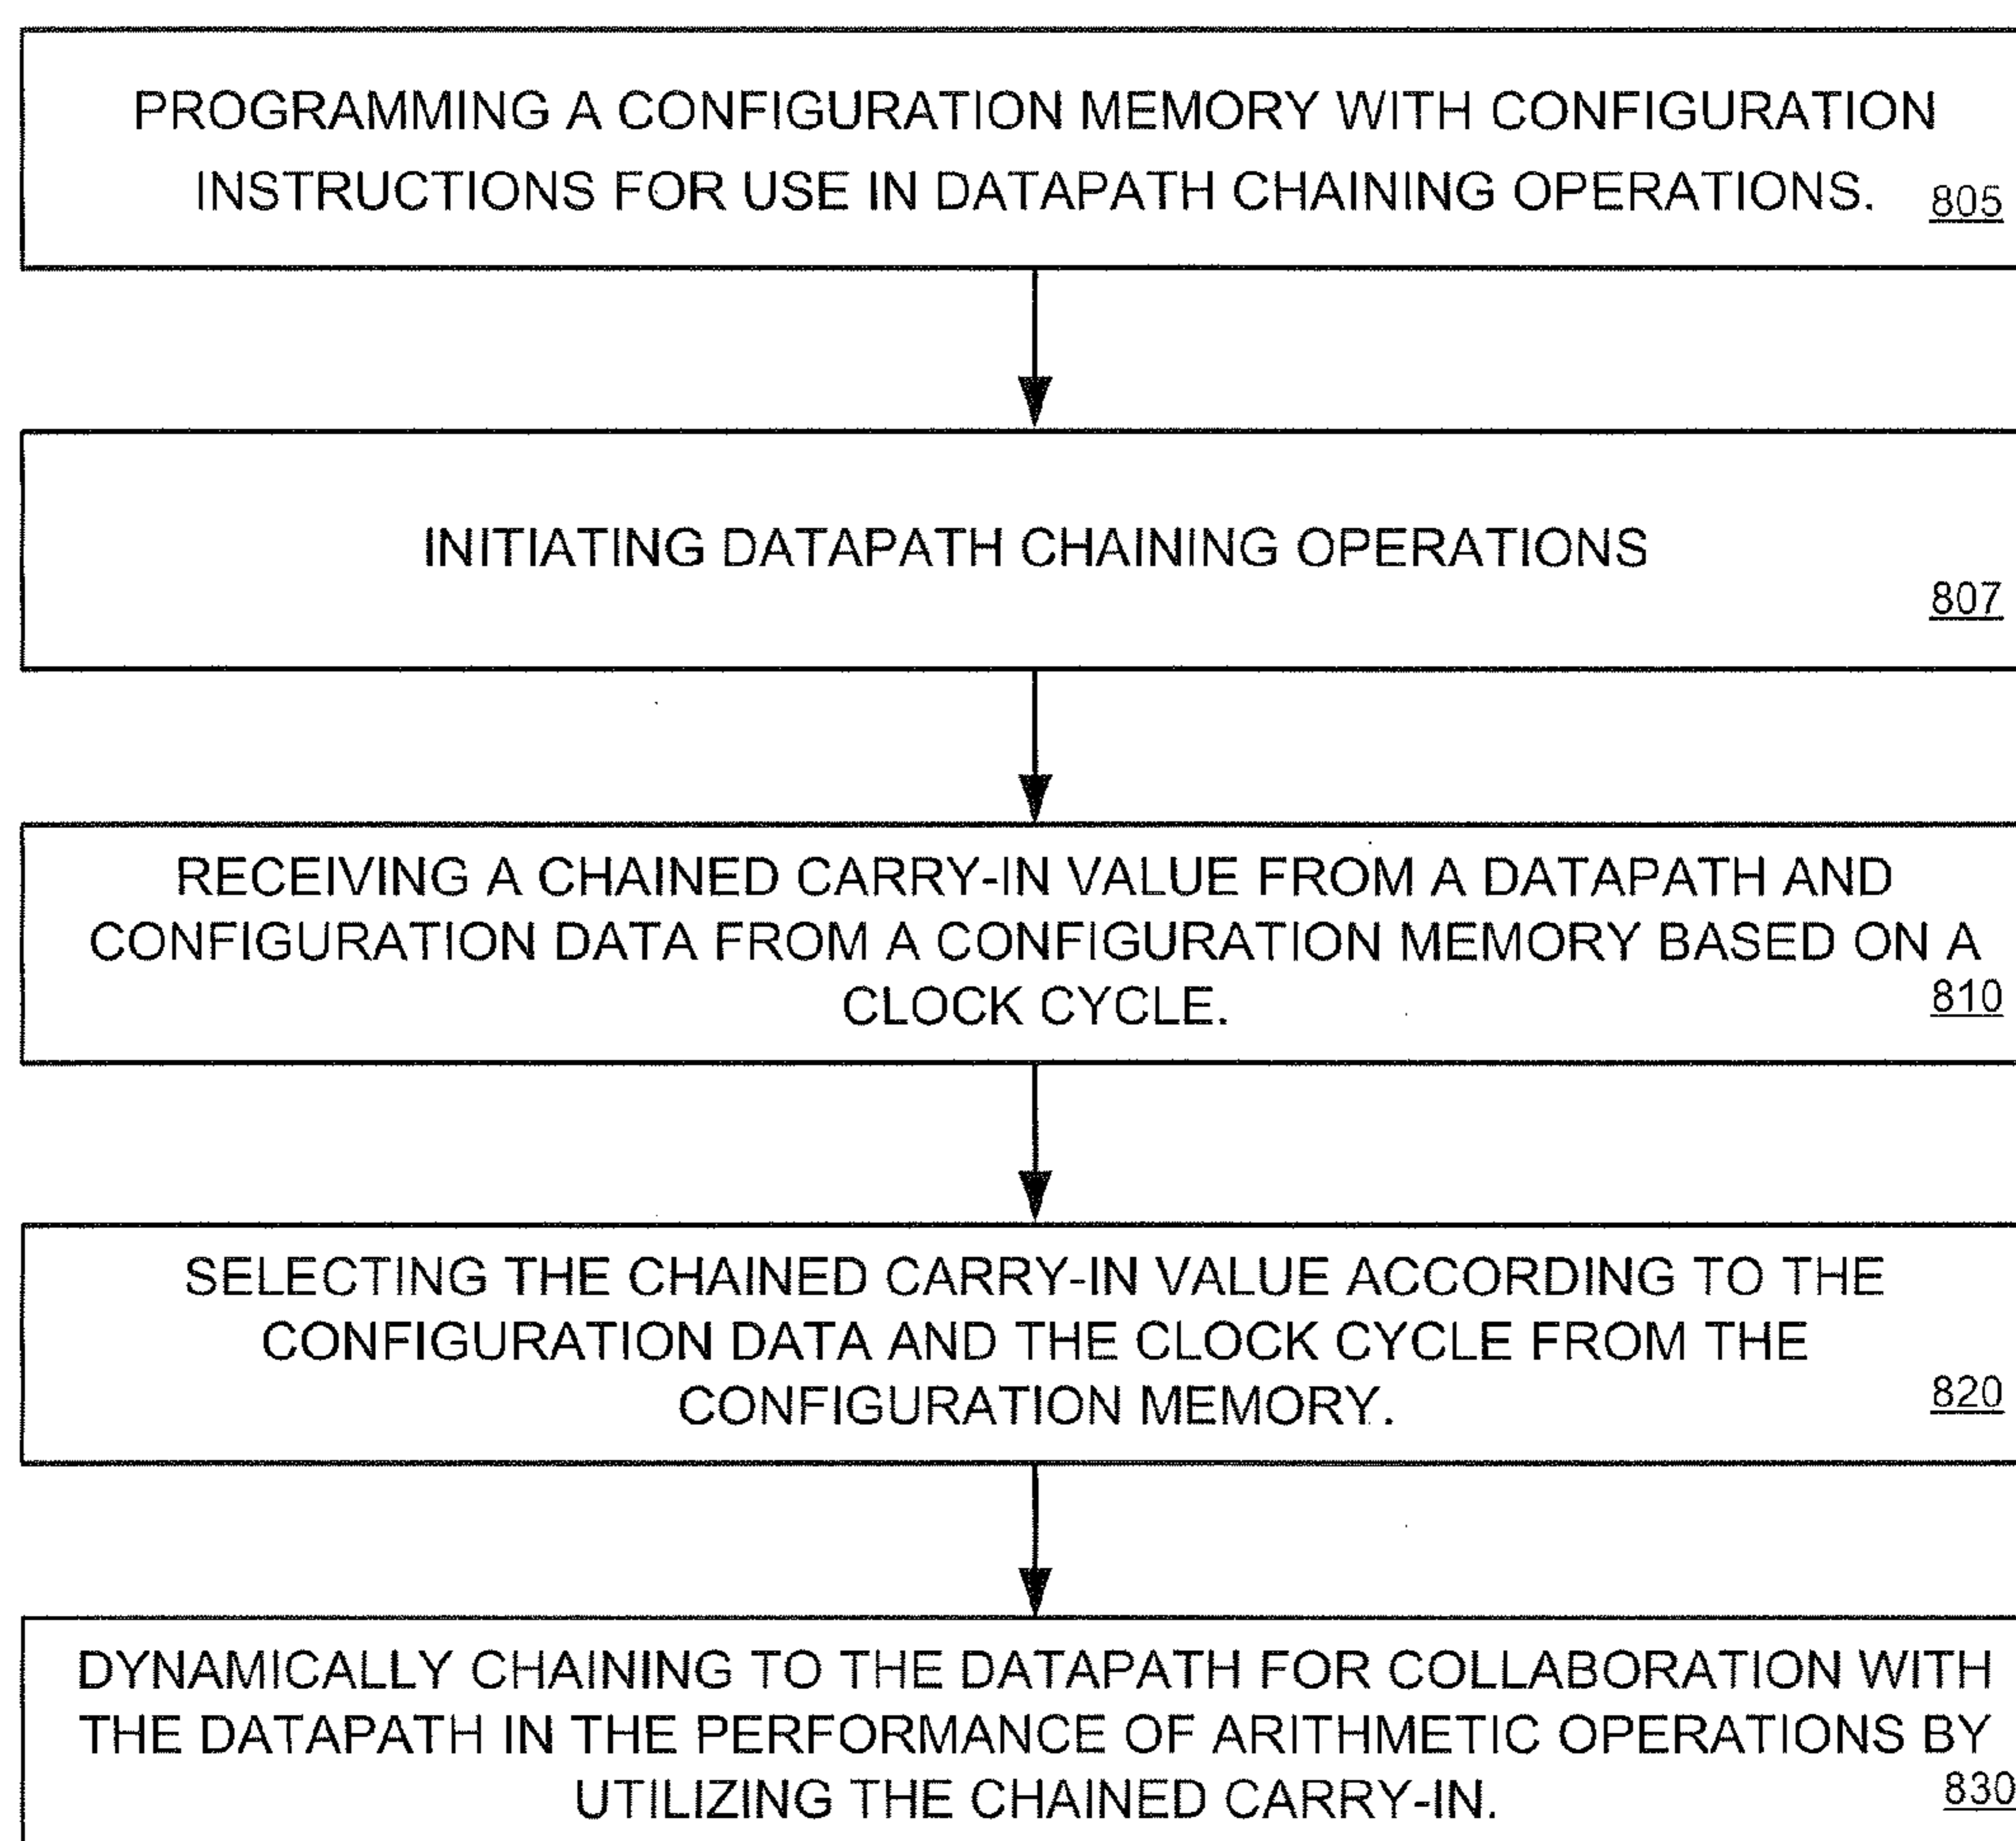 PROGRAMMING A CONFIGURATION MEMORY WITH CONFIGURATION
INSTRUCTIONS FOR USE IN DATAPATH CHAINING OPERATIONS.
805
INITIATING DATAPATH CHAINING OPERATIONS
807
RECEIVING A CHAINED CARRY-IN VALUE FROM A DATAPATH AND
CONFIGURATION DATA FROM A CONFIGURATION MEMORY BASED ON A
CLOCK CYCLE.
810
SELECTING THE CHAINED CARRY-IN VALUE ACCORDING TO THE
CONFIGURATION DATA AND THE CLOCK CYCLE FROM THE
CONFIGURATION MEMORY.
820
DYNAMICALLY CHAINING TO THE DATAPATH FOR COLLABORATION WITH
THE DATAPATH IN THE PERFORMANCE OF ARITHMETIC OPERATIONS BY
UTILIZING THE CHAINED CARRY-IN.
830